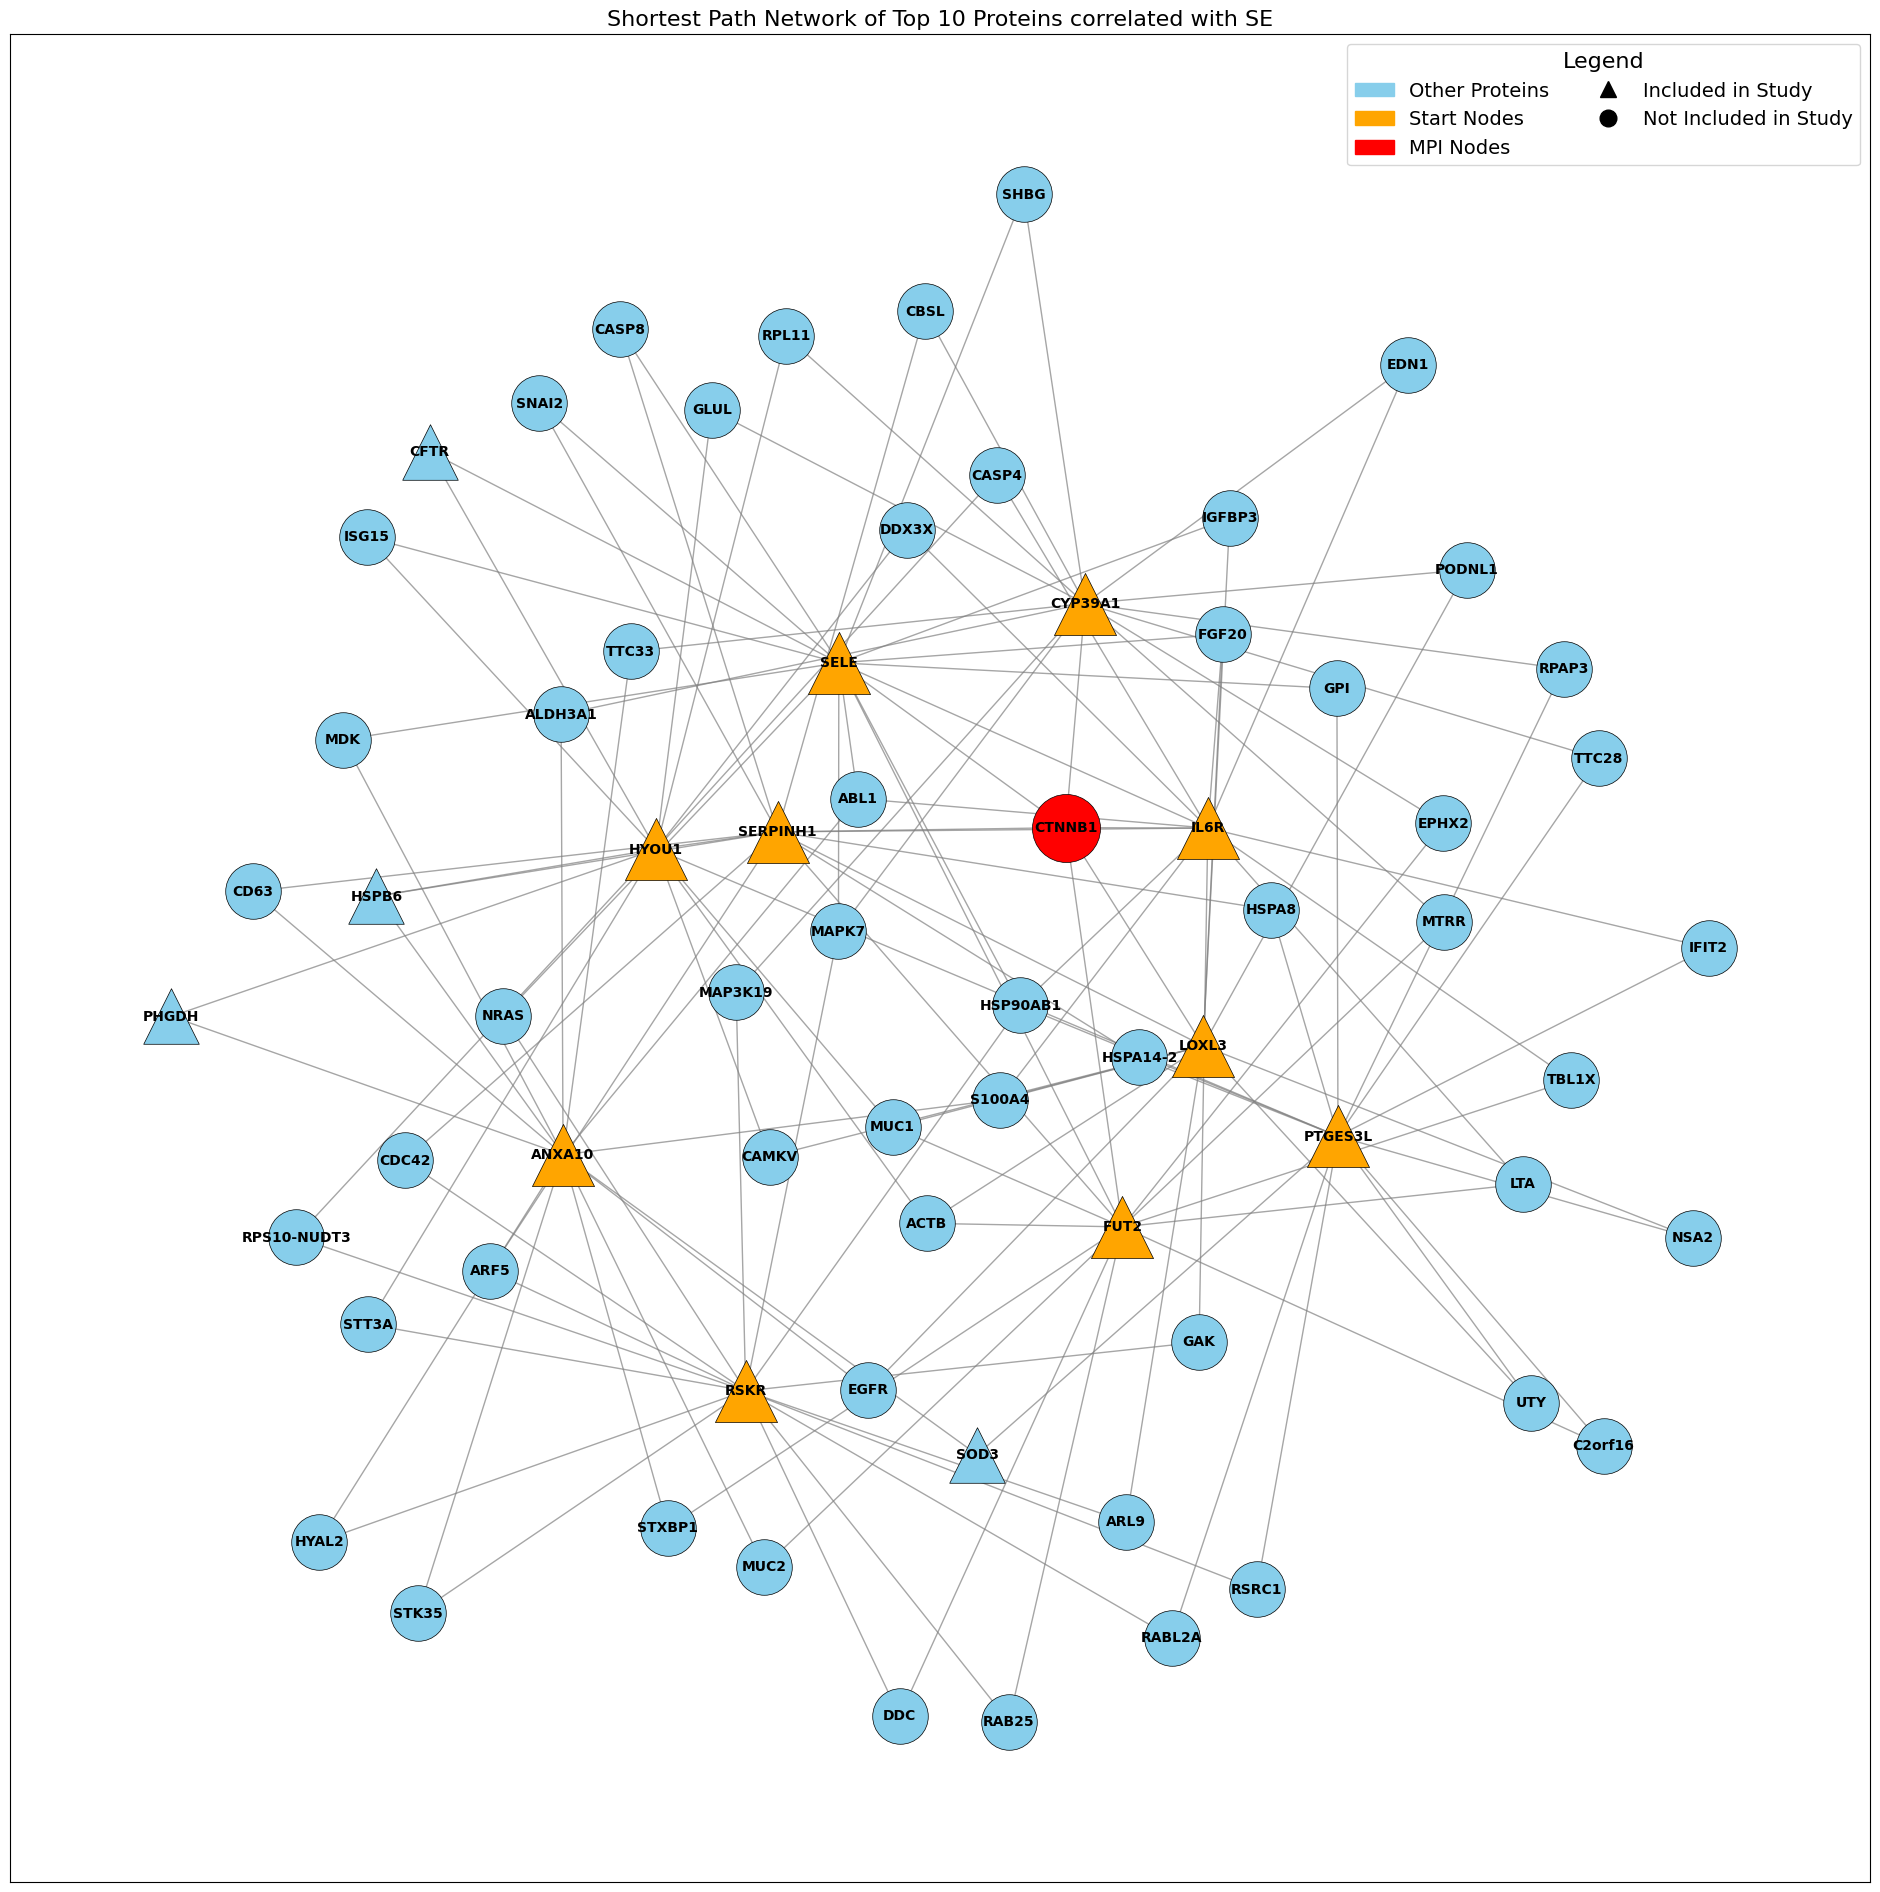 Shortest Path Network of Top 10 Proteins correlated with SE
Legend
Other Proteins
Start Nodes
MPI Nodes
Included in Study
Not Included in Study
SHBG
CBSL
CASP8
RPL11
EDN1
SNAI2
GLUL
CFTR
CASP4
IGFBP3
DDX3X
ISG15
PODNL1
CYP39A1
FGF20
TTC33
SELE
RPAP3
GPI
ALDH3A1
MDK
TTC28
ABL1
EPHX2
CTNNB1
IL6R
SERPINH1
HYOU1
CD63
HSPB6
HSPA8
MTRR
MAPK7
IFIT2
MAP3K19
HSP90AB1
NRAS
PHGDH
LOXL3
HSPA14-2
TBL1X
S100A4
MUC1
PTGES3L
ANXA10
CAMKV
CDC42
LTA
ACTB
FUT2
RPS10-NUDT3
NSA2
ARF5
STT3A
GAK
RSKR
EGFR
UTY
C2orf16
SOD3
ARL9
STXBP1
HYAL2
MUC2
RSRC1
STK35
RABL2A
DDC
RAB25